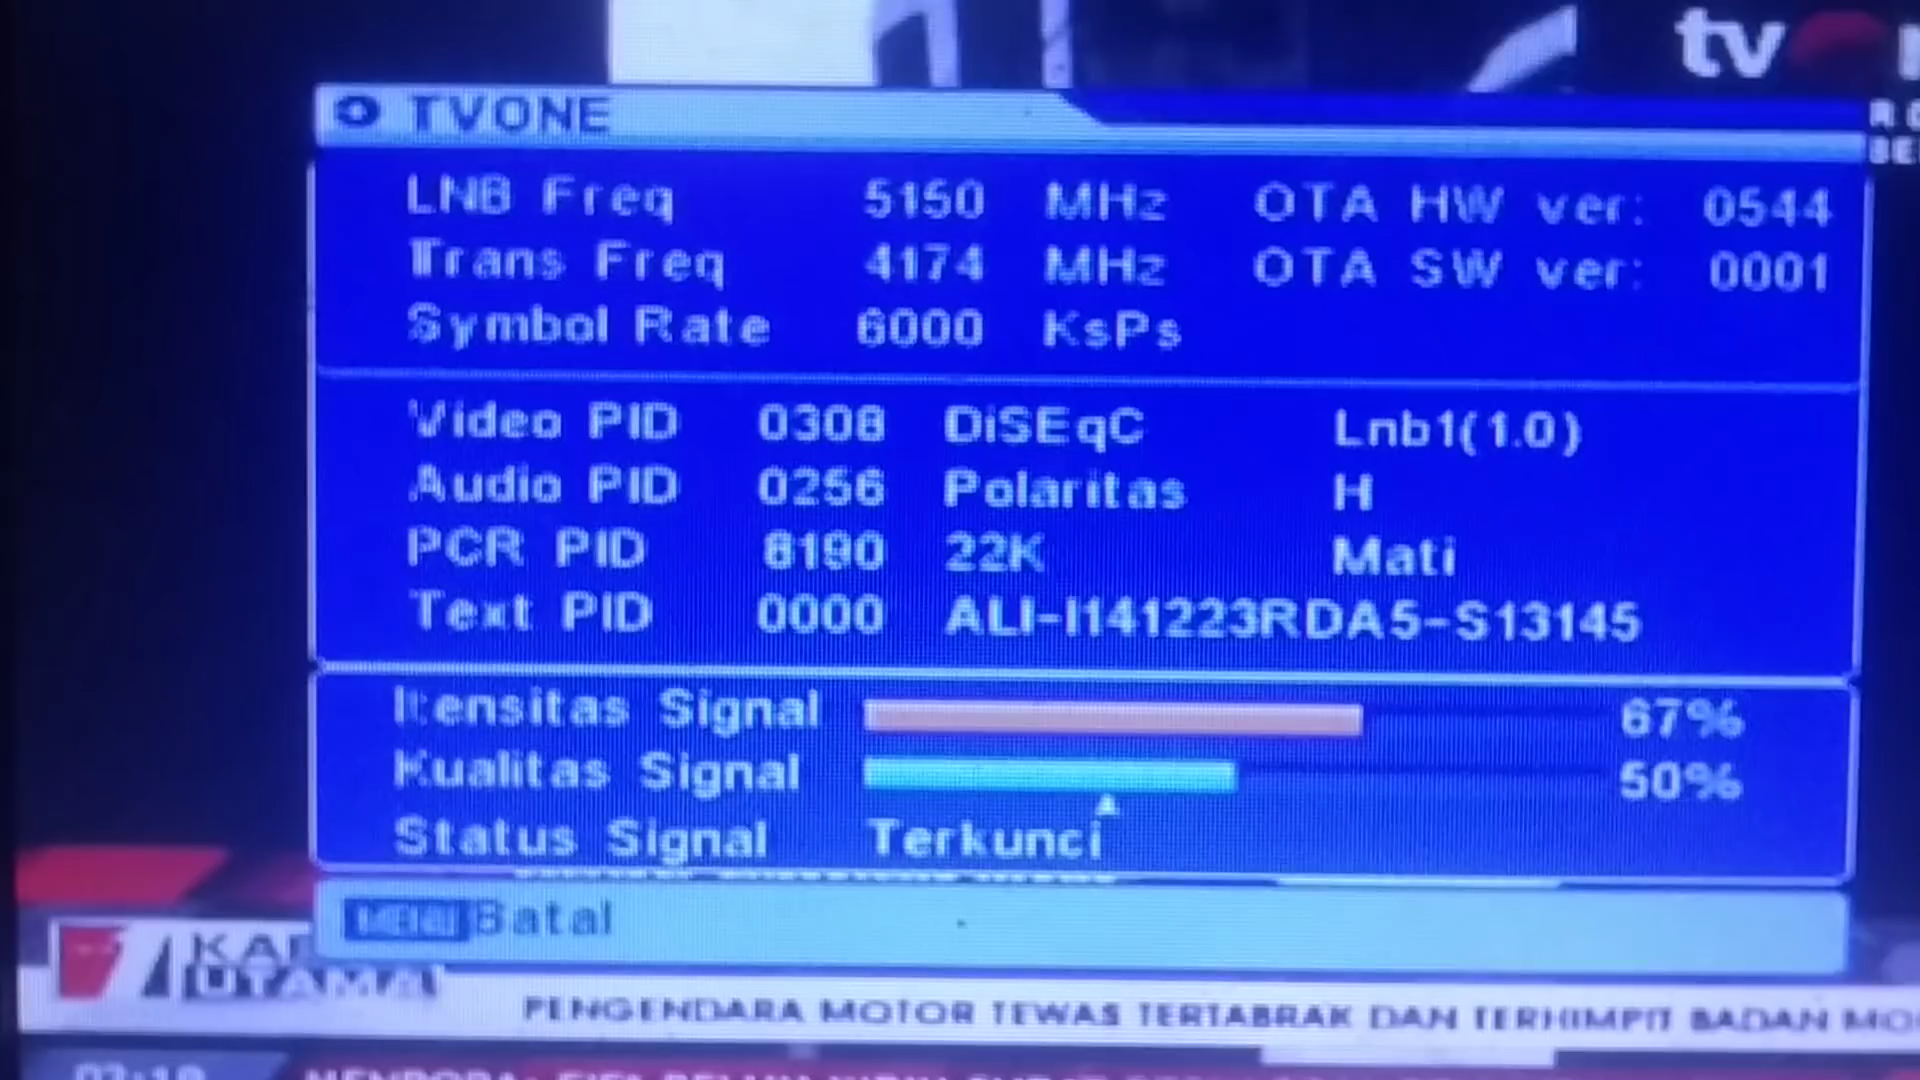 tv
TVONE
LNB Freq 5150 MHz OTA HW ver: 0544
Trans Freq 4174 MHz OTA SW ver: 0001
Symbol Rate 6000 KsPs
Video PID 0308 DiSEqC Lnb1(1.0)
Audio PID 0256 Polaritas H
PCR PID 8190 22K Mati
Text PID 0000 ALI-I141223RDA5-S13145
Itensitas Signal 67%
Kualitas Signal 50%
Status Signal Terkunci
MENU Batal
UTAMA
PENGENDARA MOTOR TEWAS TERTABRAK DAN TERHIMPIT BADAN